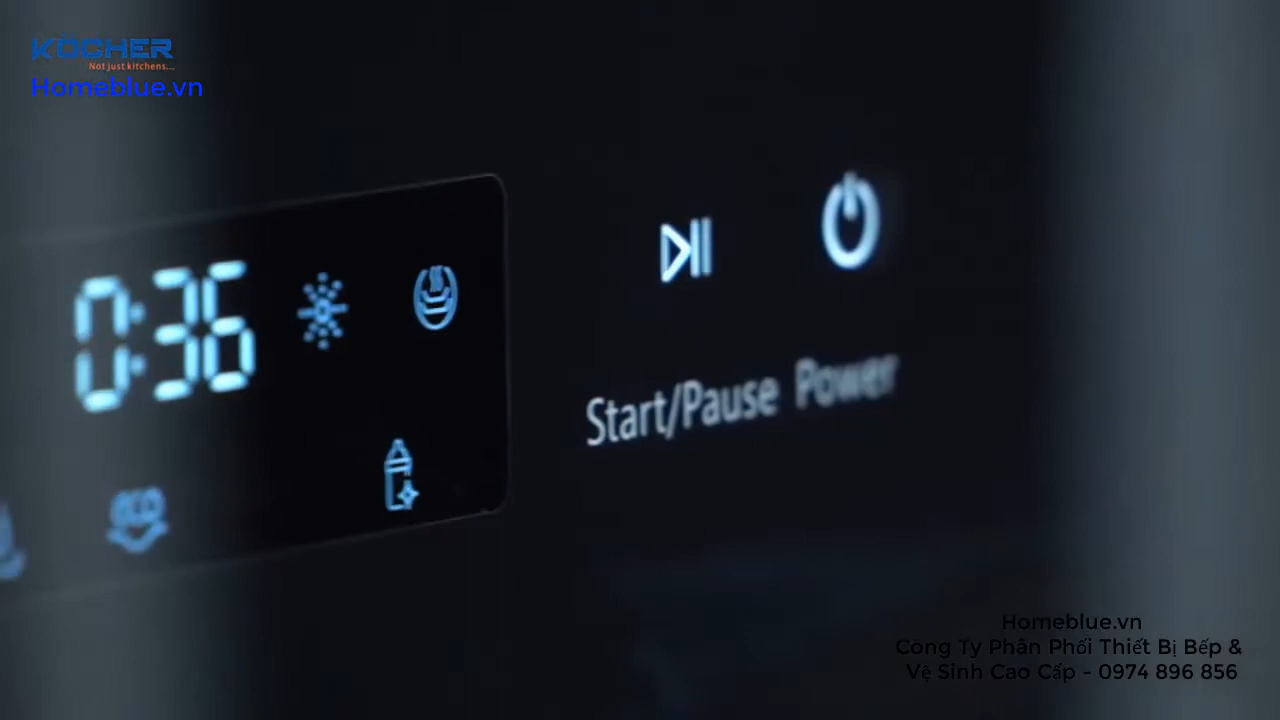 KÖCHER
Not just kitchens...
Homeblue.vn
0:36
ECO
Start/Pause Power
Homeblue.vn
Công Ty Phân Phối Thiết Bị Bếp &
Vệ Sinh Cao Cấp - 0974 896 856